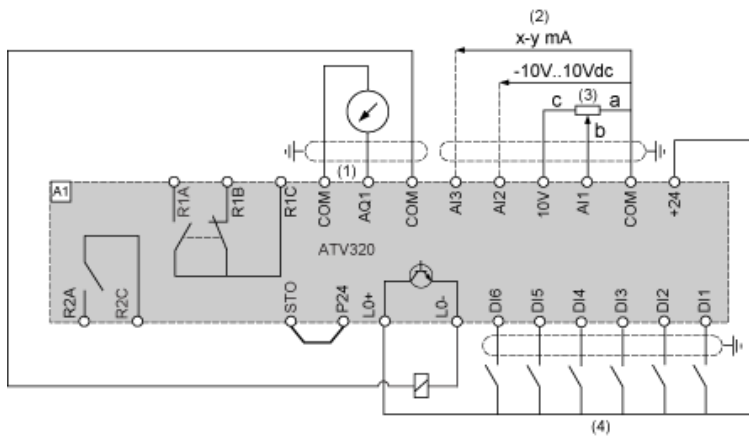 (2)
x-y mA
-10V..10Vdc
c (3) a
b
(1)
A1
R1A
R1B
R1C
COM
AQ1
COM
AI3
AI2
10V
AI1
COM
+24
ATV320
R2A
R2C
STO
P24
L0+
L0-
DI6
DI5
DI4
DI3
DI2
DI1
(4)